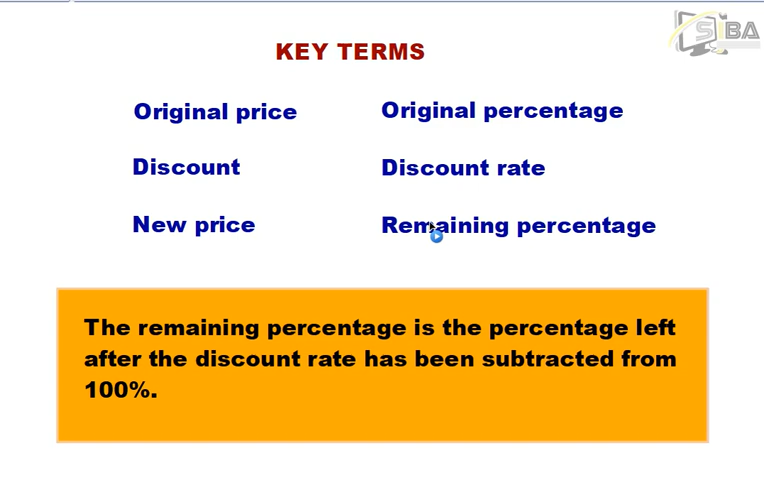 SiBA
KEY TERMS
Original price Original percentage
Discount Discount rate
New price Remaining percentage
The remaining percentage is the percentage left
after the discount rate has been subtracted from
100%.